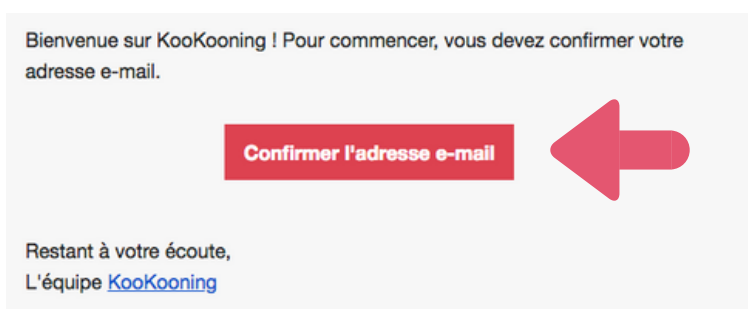 Bienvenue sur KooKooning ! Pour commencer, vous devez confirmer votre
adresse e-mail.
Confirmer l'adresse e-mail
Restant à votre écoute,
L'équipe KooKooning